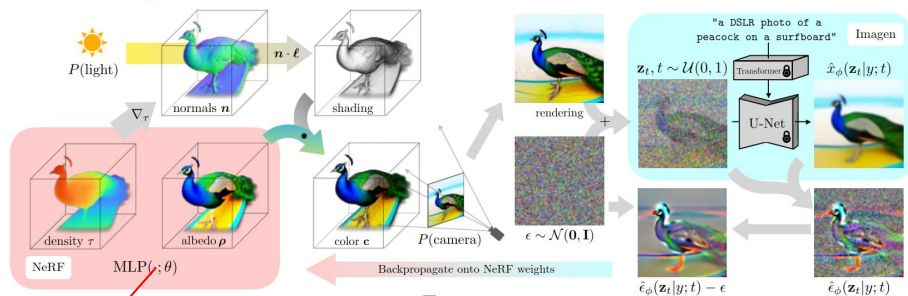 "a DSLR photo of a
peacock on a surfboard"
Imagen
P(light)
n · ℓ
z_t, t ~ U(0, 1)
Transformer
x̂_ϕ(z_t|y; t)
normals n
shading
U-Net
∇_τ
rendering
+
density τ
albedo ρ
color c
P(camera)
ϵ ~ N(0, I)
NeRF
MLP(·; θ)
Backpropagate onto NeRF weights
ϵ̂_ϕ(z_t|y; t) − ϵ
ϵ̂_ϕ(z_t|y; t)